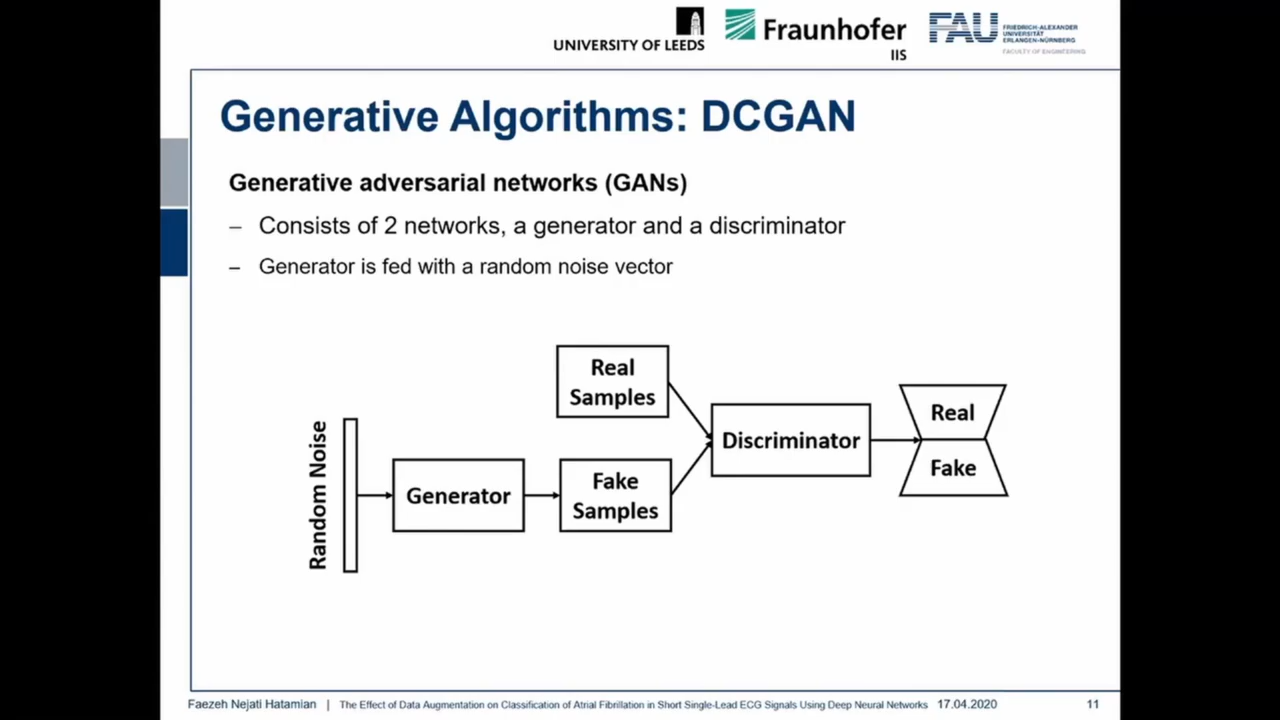 UNIVERSITY OF LEEDS
Fraunhofer
IIS
FAU
FRIEDRICH-ALEXANDER
UNIVERSITÄT
ERLANGEN-NÜRNBERG
FACULTY OF ENGINEERING
Generative Algorithms: DCGAN
Generative adversarial networks (GANs)
– Consists of 2 networks, a generator and a discriminator
– Generator is fed with a random noise vector
Random Noise
Generator
Real
Samples
Fake
Samples
Discriminator
Real
Fake
Faezeh Nejati Hatamian | The Effect of Data Augmentation on Classification of Atrial Fibrillation in Short Single-Lead ECG Signals Using Deep Neural Networks 17.04.2020 11